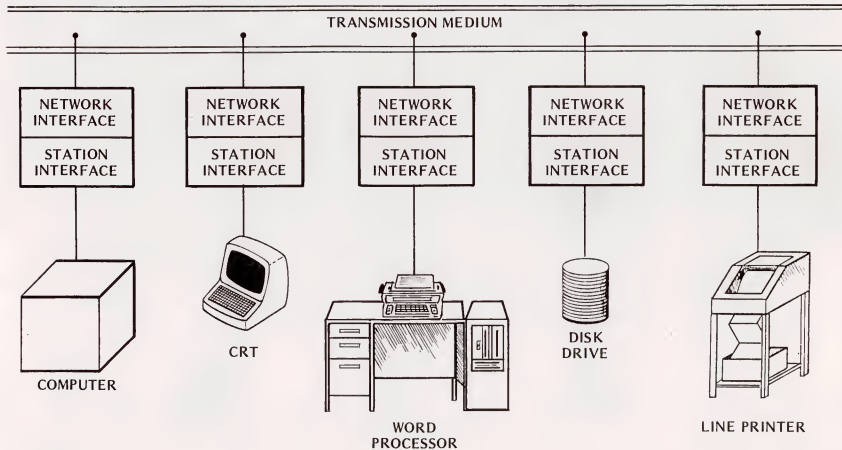 TRANSMISSION MEDIUM
NETWORK
INTERFACE
STATION
INTERFACE
NETWORK
INTERFACE
STATION
INTERFACE
NETWORK
INTERFACE
STATION
INTERFACE
NETWORK
INTERFACE
STATION
INTERFACE
NETWORK
INTERFACE
STATION
INTERFACE
COMPUTER
CRT
WORD
PROCESSOR
DISK
DRIVE
LINE PRINTER